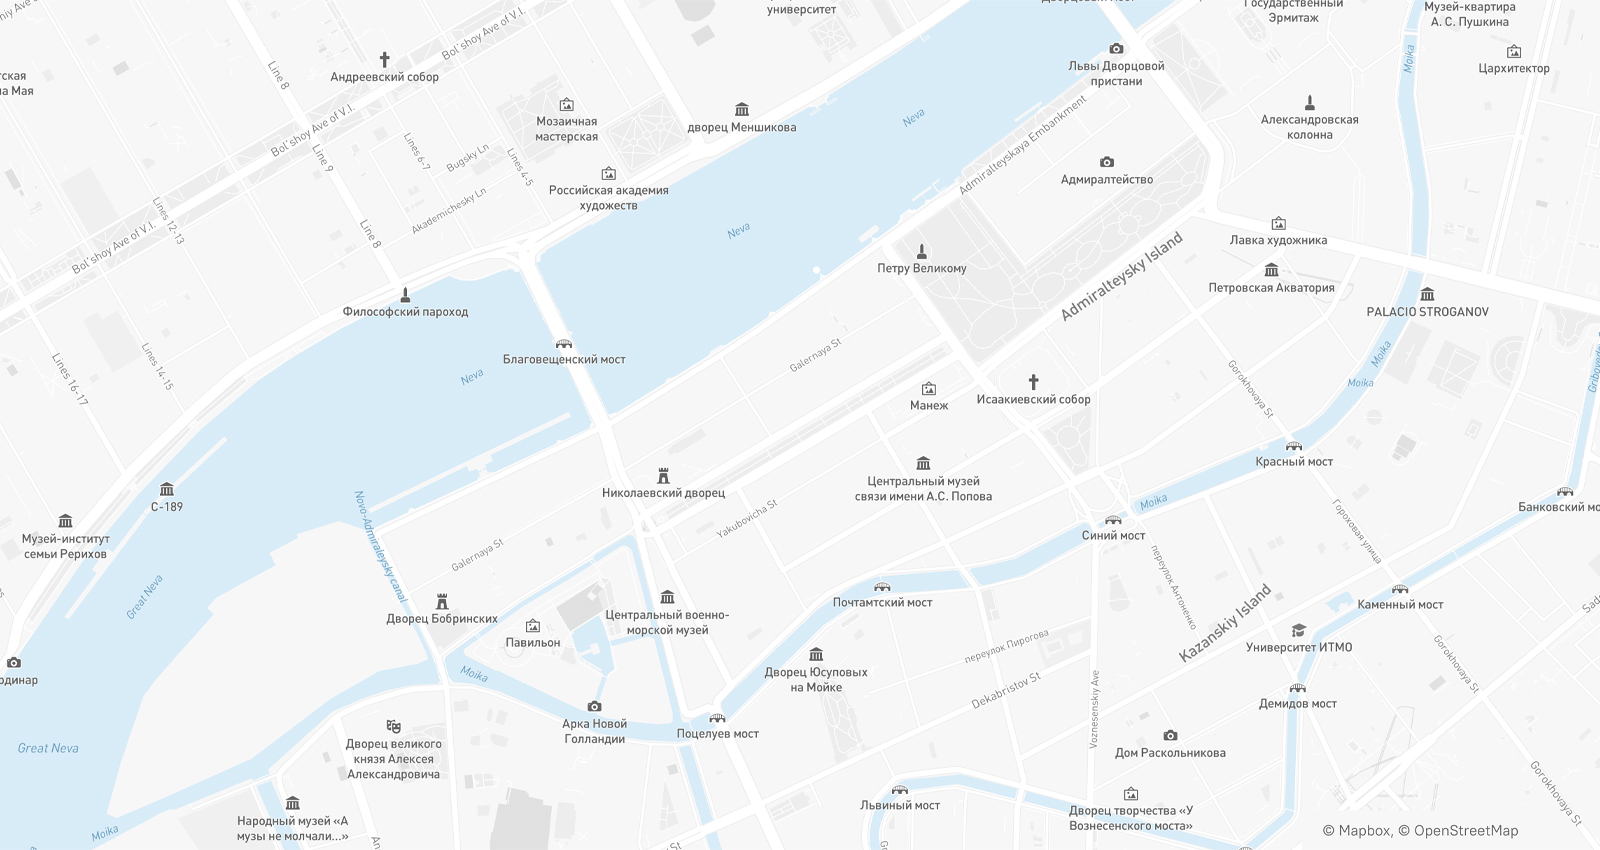 университет
Государственный
Эрмитаж
Музей-квартира
А. С. Пушкина
Bol'shoy Ave of V.I.
Андреевский собор
Line 8
Львы Дворцовой
пристани
Moika
Цархитектор
Bol'shoy Ave of V.I.
Мозаичная
мастерская
дворец Меншикова
Neva
Александровская
колонна
Line 9
Lines 6-7
Bugsky Ln
Lines 4-5
Admiralteyskaya Embankment
Адмиралтейство
Российская академия
художеств
Akademichesky Ln
Lines 12-13
Line 8
Bol'shoy Ave of V.I.
Neva
Петру Великому
Admiralteysky Island
Лавка художника
Петровская Акватория
PALACIO STROGANOV
Философский пароход
Благовещенский мост
Galernaya St
Moika
Lines 14-15
Lines 16-17
Neva
Манеж
Исаакиевский собор
Gorokhovaya St
Moika
Красный мост
С-189
Николаевский дворец
Центральный музей
связи имени А.С. Попова
Moika
Синий мост
Novo-Admiraleysky canal
Yakubovicha St
Гороховая улица
Музей-институт
семьи Рерихов
Galernaya St
переулок Антоненко
Great Neva
Дворец Бобринских
Центральный военно-
морской музей
Почтамтский мост
Каменный мост
Kazanskiy Island
Павильон
Университет ИТМО
переулок Пирогова
Moika
Дворец Юсуповых
на Мойке
Dekabristov St
Gorokhovaya St
Демидов мост
Арка Новой
Голландии
Поцелуев мост
Voznesenskiy Ave
Great Neva
Дворец великого
князя Алексея
Александровича
Дом Раскольникова
Львиный мост
Gorokhovaya St
Дворец творчества «У
Вознесенского моста»
Народный музей «А
музы не молчали...»
Moika
© Mapbox, © OpenStreetMap